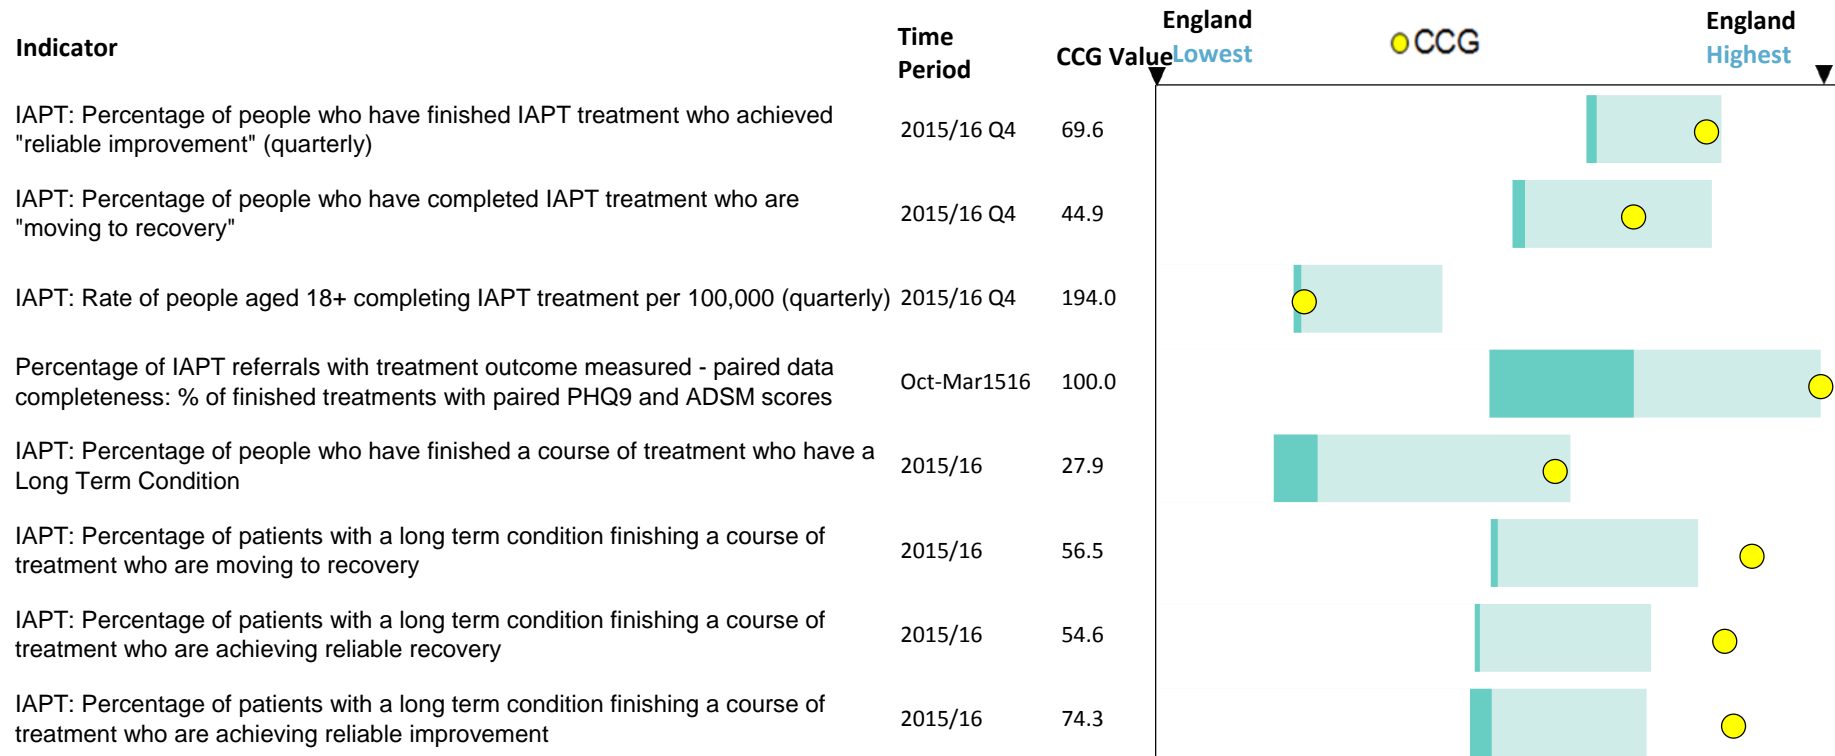 Indicator
Time
Period
CCG Value
England
Lowest
CCG
England
Highest
IAPT: Percentage of people who have finished IAPT treatment who achieved
"reliable improvement" (quarterly)
2015/16 Q4
69.6
IAPT: Percentage of people who have completed IAPT treatment who are
"moving to recovery"
2015/16 Q4
44.9
IAPT: Rate of people aged 18+ completing IAPT treatment per 100,000 (quarterly)
2015/16 Q4
194.0
Percentage of IAPT referrals with treatment outcome measured - paired data
completeness: % of finished treatments with paired PHQ9 and ADSM scores
Oct-Mar1516
100.0
IAPT: Percentage of people who have finished a course of treatment who have a
Long Term Condition
2015/16
27.9
IAPT: Percentage of patients with a long term condition finishing a course of
treatment who are moving to recovery
2015/16
56.5
IAPT: Percentage of patients with a long term condition finishing a course of
treatment who are achieving reliable recovery
2015/16
54.6
IAPT: Percentage of patients with a long term condition finishing a course of
treatment who are achieving reliable improvement
2015/16
74.3